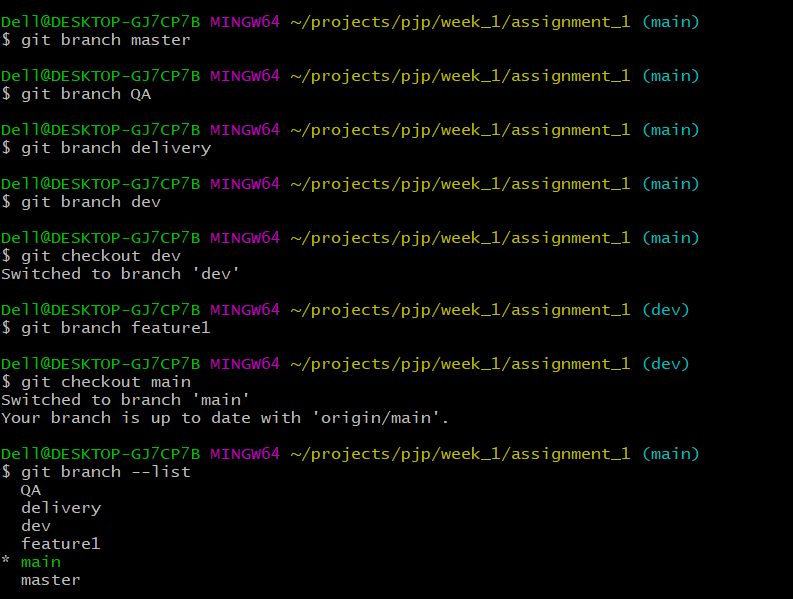 Dell@DESKTOP-GJ7CP7B MINGW64 ~/projects/pjp/week_1/assignment_1 (main)
$ git branch master
Dell@DESKTOP-GJ7CP7B MINGW64 ~/projects/pjp/week_1/assignment_1 (main)
$ git branch QA
Dell@DESKTOP-GJ7CP7B MINGW64 ~/projects/pjp/week_1/assignment_1 (main)
$ git branch delivery
Dell@DESKTOP-GJ7CP7B MINGW64 ~/projects/pjp/week_1/assignment_1 (main)
$ git branch dev
Dell@DESKTOP-GJ7CP7B MINGW64 ~/projects/pjp/week_1/assignment_1 (main)
$ git checkout dev
Switched to branch 'dev'
Dell@DESKTOP-GJ7CP7B MINGW64 ~/projects/pjp/week_1/assignment_1 (dev)
$ git branch feature1
Dell@DESKTOP-GJ7CP7B MINGW64 ~/projects/pjp/week_1/assignment_1 (dev)
$ git checkout main
Switched to branch 'main'
Your branch is up to date with 'origin/main'.
Dell@DESKTOP-GJ7CP7B MINGW64 ~/projects/pjp/week_1/assignment_1 (main)
$ git branch --list
  QA
  delivery
  dev
  feature1
* main
  master